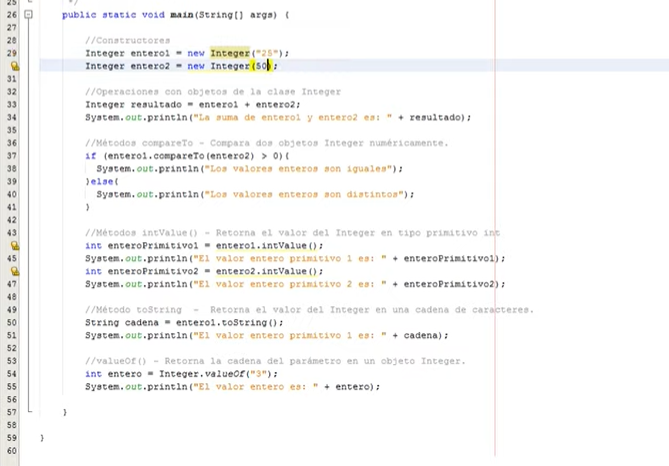 25 */
26 public static void main(String[] args) {
27
28 //Constructores
29 Integer entero1 = new Integer("25");
Integer entero2 = new Integer(50);
31
32 //Operaciones con objetos de la clase Integer
33 Integer resultado = entero1 + entero2;
34 System.out.println("La suma de entero1 y entero2 es: " + resultado);
35
36 //Métodos compareTo - Compara dos objetos Integer numéricamente.
37 if (entero1.compareTo(entero2) > 0){
38 System.out.println("Los valores enteros son iguales");
39 }else{
40 System.out.println("Los valores enteros son distintos");
41 }
42
43 //Métodos intValue() - Retorna el valor del Integer en tipo primitivo int
int enteroPrimitivo1 = entero1.intValue();
45 System.out.println("El valor entero primitivo 1 es: " + enteroPrimitivo1);
int enteroPrimitivo2 = entero2.intValue();
47 System.out.println("El valor entero primitivo 2 es: " + enteroPrimitivo2);
48
49 //Método toString - Retorna el valor del Integer en una cadena de caracteres.
50 String cadena = entero1.toString();
51 System.out.println("El valor entero primitivo 1 es: " + cadena);
52
53 //valueOf() - Retorna la cadena del parámetro en un objeto Integer.
54 int entero = Integer.valueOf("3");
55 System.out.println("El valor entero es: " + entero);
56
57 }
58
59 }
60